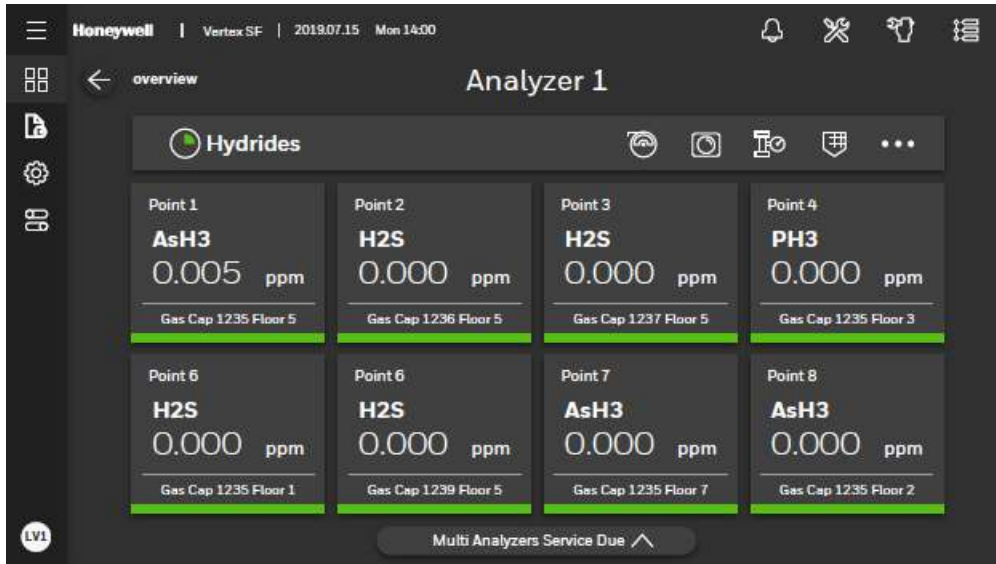 Honeywell | Vertex SF | 2019.07.15 Mon 14:00
overview
Analyzer 1
Hydrides
Point 1
AsH3
0.005 ppm
Gas Cap 1235 Floor 5
Point 2
H2S
0.000 ppm
Gas Cap 1236 Floor 5
Point 3
H2S
0.000 ppm
Gas Cap 1237 Floor 5
Point 4
PH3
0.000 ppm
Gas Cap 1235 Floor 3
Point 6
H2S
0.000 ppm
Gas Cap 1235 Floor 1
Point 6
H2S
0.000 ppm
Gas Cap 1239 Floor 5
Point 7
AsH3
0.000 ppm
Gas Cap 1235 Floor 7
Point 8
AsH3
0.000 ppm
Gas Cap 1235 Floor 2
LV1
Multi Analyzers Service Due